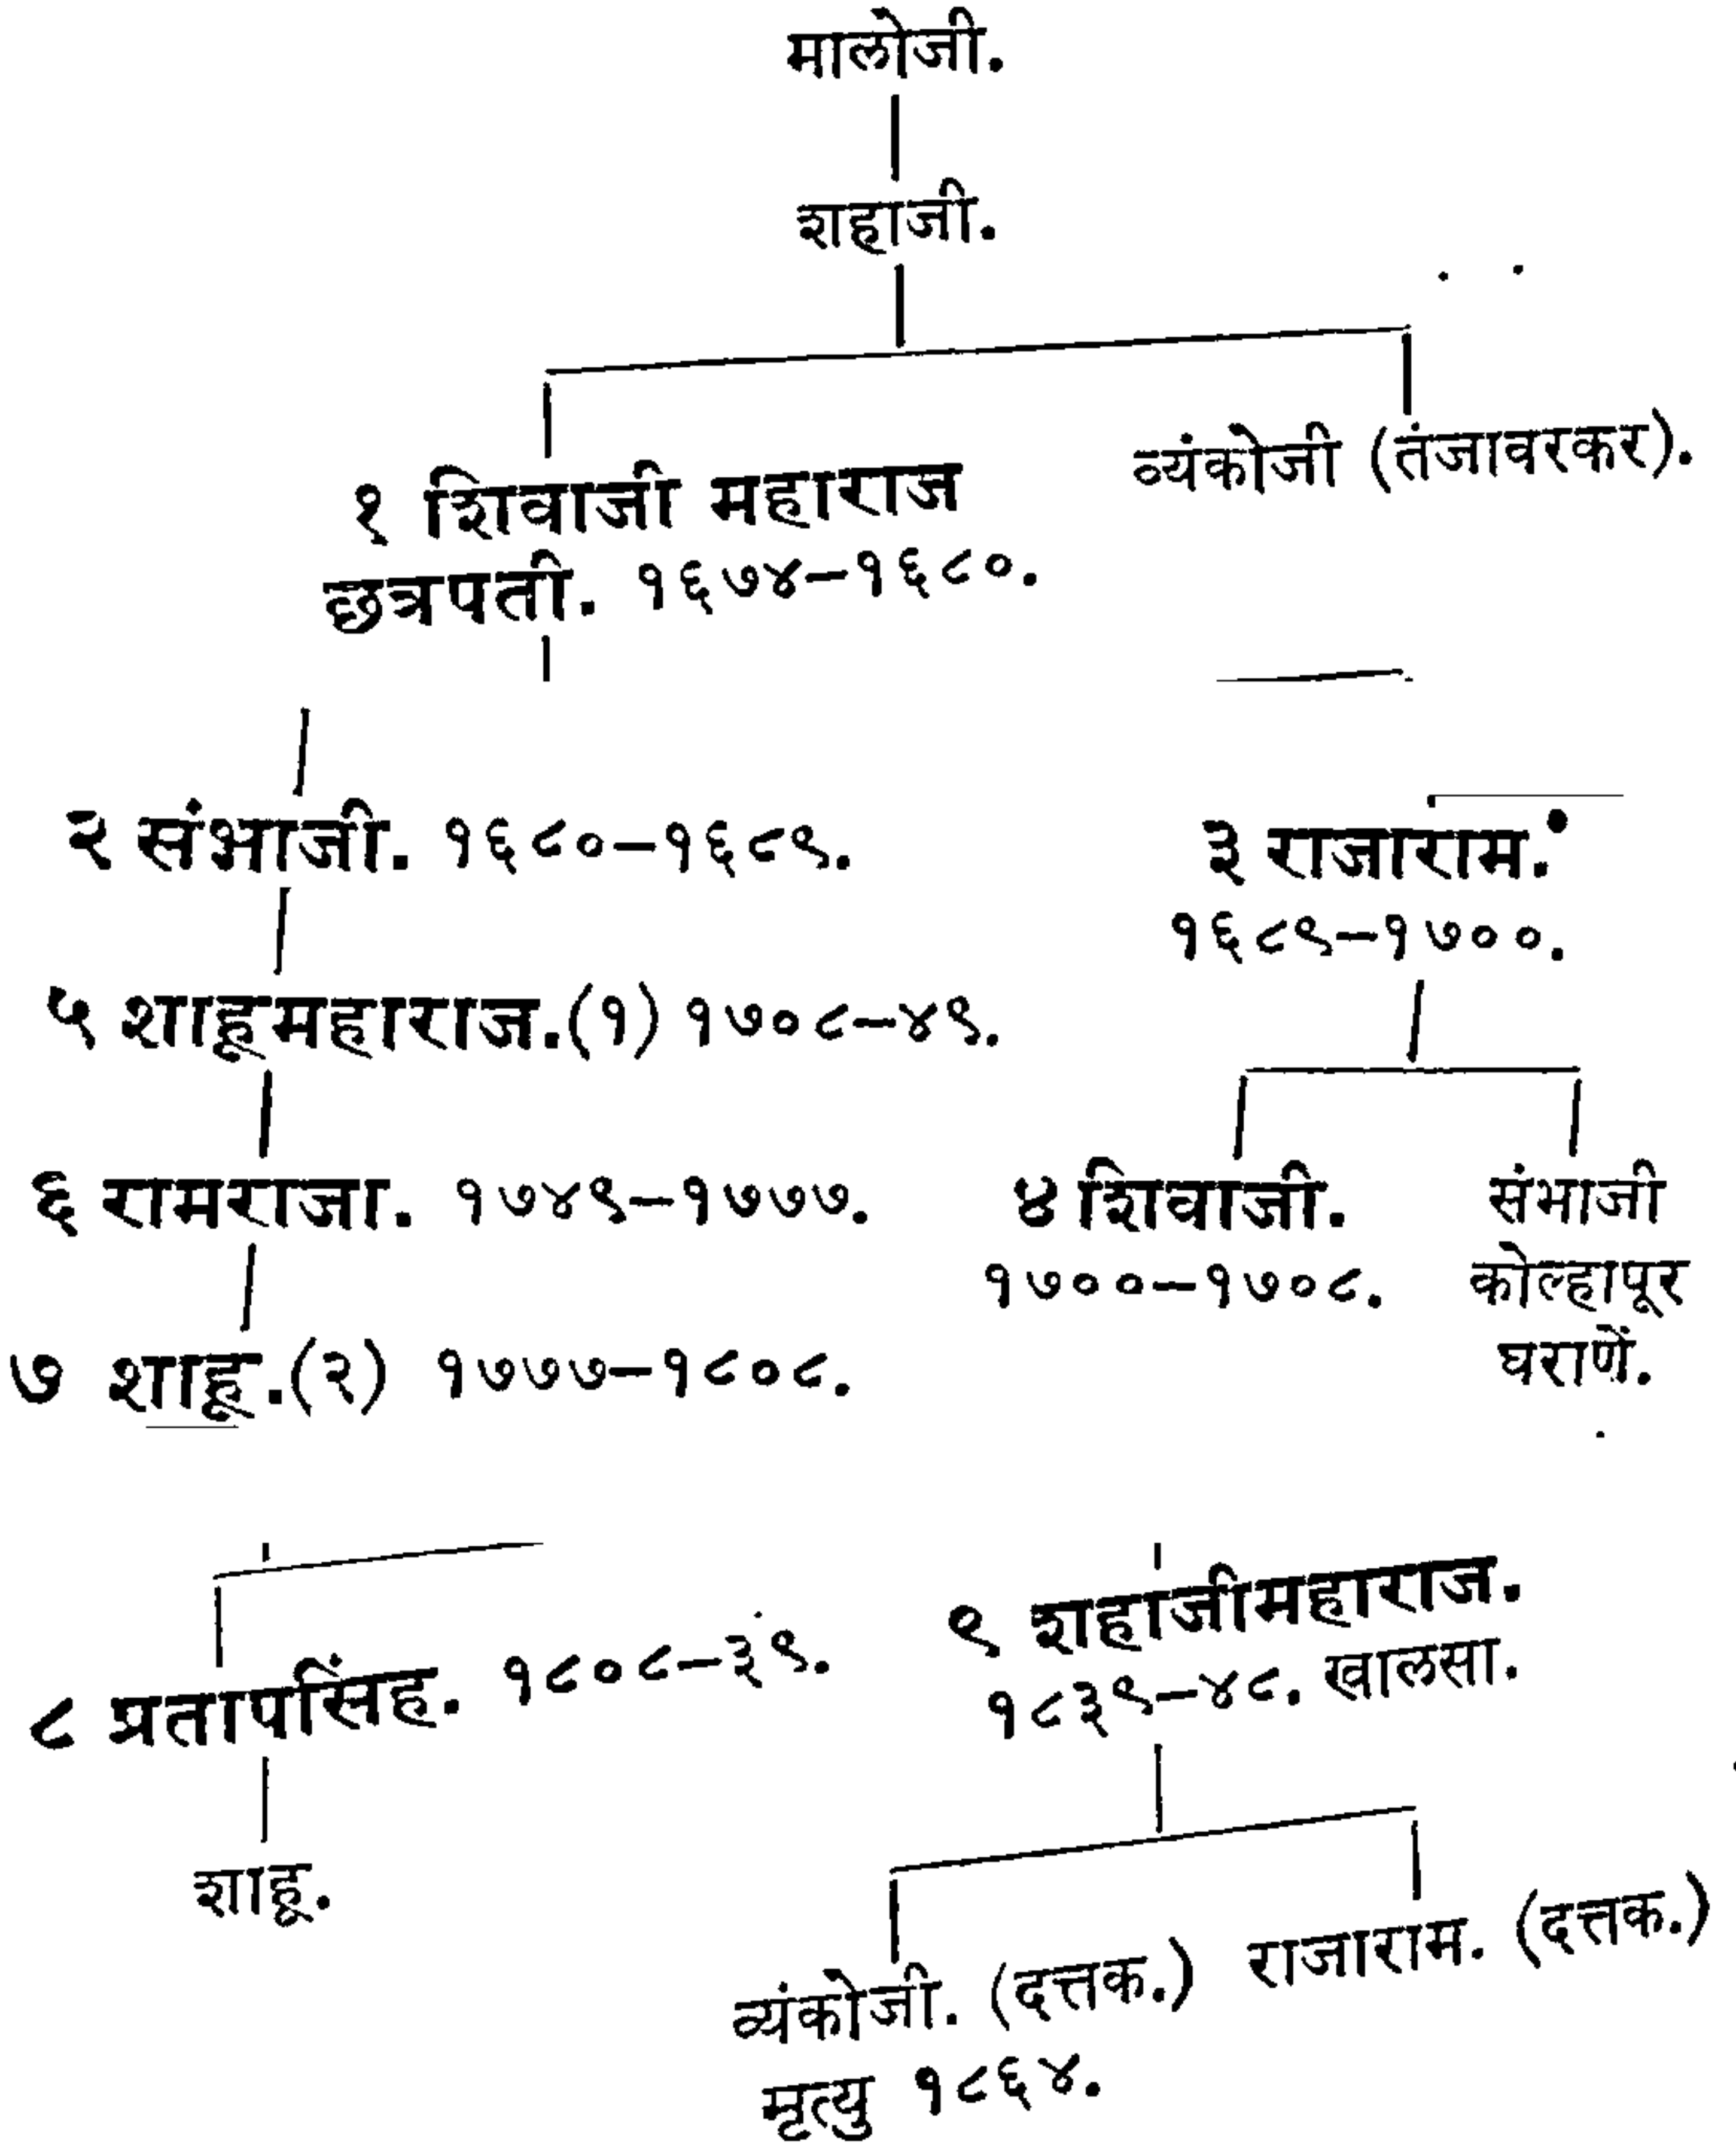 मालोजी.
शहाजी.
व्यंकोजी (तंजावरकर).
१ शिवाजी महाराज
छत्रपती. १६७४–१६८०.
२ संभाजी. १६८०–१६८९.
३ राजाराम.
१६८९–१७००.
५ शाहूमहाराज.(१) १७०८–४९.
६ रामराजा. १७४९–१७७७.
४ शिवाजी.
१७००–१७०८.
संभाजी
कोल्हापूर
घराणें.
७ शाहू.(२) १७७७–१८०८.
८ प्रतापसिंह. १८०८–३९.
९ शहाजीमहाराज.
१८३९–४८. खालसा.
शाहू.
व्यंकोजी. (दत्तक.)
मृत्यु १८६४.
राजाराम. (दत्तक.)